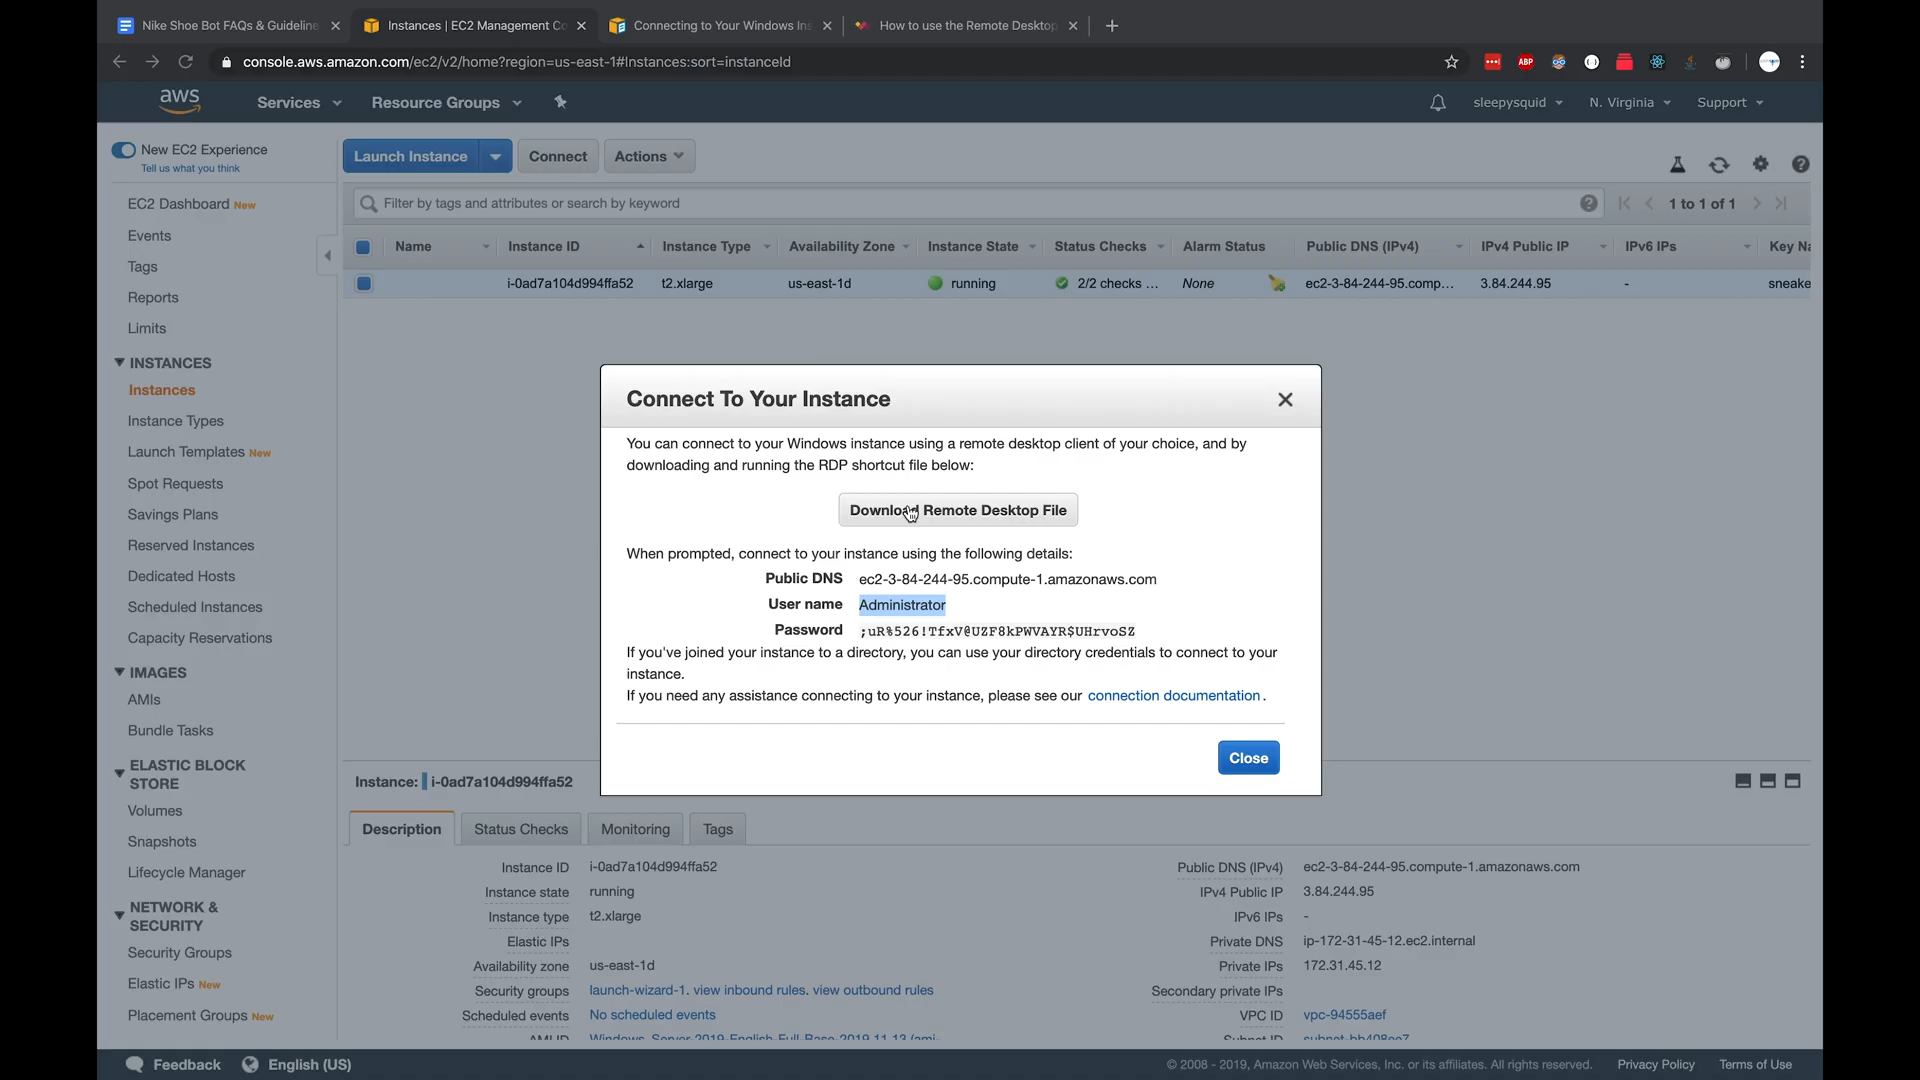 Nike Shoe Bot FAQs & Guideline
Instances | EC2 Management Co
Connecting to Your Windows Ins
How to use the Remote Desktop
console.aws.amazon.com/ec2/v2/home?region=us-east-1#Instances:sort=instanceId
ABP
aws
Services
Resource Groups
sleepysquid
N. Virginia
Support
New EC2 Experience
Tell us what you think
Launch Instance
Connect
Actions
EC2 Dashboard New
Events
Tags
Reports
Limits
INSTANCES
Instances
Instance Types
Launch Templates New
Spot Requests
Savings Plans
Reserved Instances
Dedicated Hosts
Scheduled Instances
Capacity Reservations
IMAGES
AMIs
Bundle Tasks
ELASTIC BLOCK
STORE
Volumes
Snapshots
Lifecycle Manager
NETWORK &
SECURITY
Security Groups
Elastic IPs New
Placement Groups New
Filter by tags and attributes or search by keyword
1 to 1 of 1
Name Instance ID Instance Type Availability Zone Instance State Status Checks Alarm Status Public DNS (IPv4) IPv4 Public IP IPv6 IPs Key Na
i-0ad7a104d994ffa52 t2.xlarge us-east-1d running 2/2 checks ... None ec2-3-84-244-95.comp... 3.84.244.95 - sneake
Connect To Your Instance
You can connect to your Windows instance using a remote desktop client of your choice, and by
downloading and running the RDP shortcut file below:
Download Remote Desktop File
When prompted, connect to your instance using the following details:
Public DNS ec2-3-84-244-95.compute-1.amazonaws.com
User name Administrator
Password ;uR%526!TfxV@UZF8kPWVAYR$UHrvoSZ
If you've joined your instance to a directory, you can use your directory credentials to connect to your
instance.
If you need any assistance connecting to your instance, please see our connection documentation.
Close
Instance: i-0ad7a104d994ffa52
Description
Status Checks
Monitoring
Tags
Instance ID i-0ad7a104d994ffa52
Instance state running
Instance type t2.xlarge
Elastic IPs
Availability zone us-east-1d
Security groups launch-wizard-1. view inbound rules. view outbound rules
Scheduled events No scheduled events
AMI ID Windows_Server-2019-English-Full-Base-2019.11.13 (ami-
Public DNS (IPv4) ec2-3-84-244-95.compute-1.amazonaws.com
IPv4 Public IP 3.84.244.95
IPv6 IPs -
Private DNS ip-172-31-45-12.ec2.internal
Private IPs 172.31.45.12
Secondary private IPs
VPC ID vpc-94555aef
Subnet ID
Feedback
English (US)
© 2008 - 2019, Amazon Web Services, Inc. or its affiliates. All rights reserved.
Privacy Policy
Terms of Use